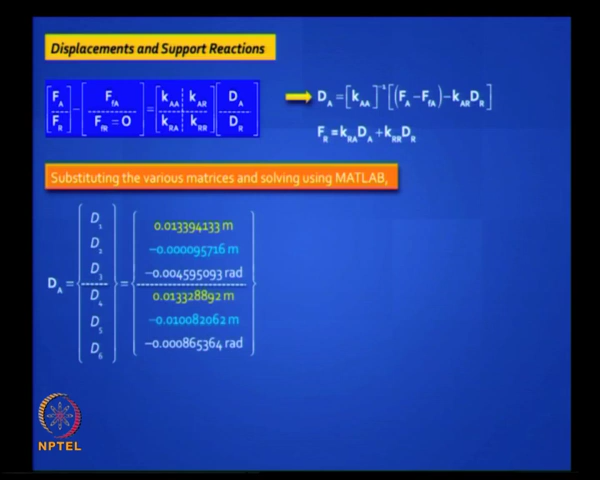 Displacements and Support Reactions
[F_A / F_R] − [F_fA / F_fR = O] = [k_AA k_AR / k_RA k_RR] [D_A / D_R]
D_A = [k_AA]^−1 [(F_A − F_fA) − k_AR D_R]
F_R = k_RA D_A + k_RR D_R
Substituting the various matrices and solving using MATLAB,
D_1 0.013394133 m
D_2 −0.000095716 m
D_3 −0.004595093 rad
D_A = { } = { }
D_4 0.013328892 m
D_5 −0.010082062 m
D_6 −0.000865364 rad
NPTEL